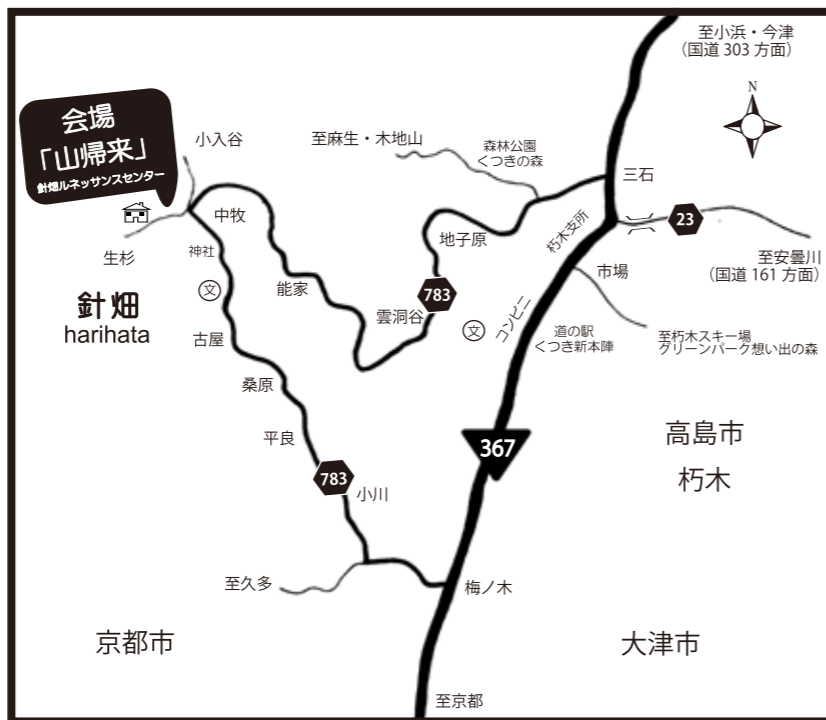 至小浜・今津
（国道 303 方面）
N
会場
「山帰来」
針畑ルネッサンスセンター
小入谷
至麻生・木地山
森林公園
くつきの森
三石
中牧
地子原
朽木支所
23
神社
生杉
市場
至安曇川
（国道 161 方面）
文
能家
783
雲洞谷
針畑
harihata
文
コンビニ
道の駅
くつき新本陣
至朽木スキー場
グリーンパーク想い出の森
古屋
桑原
平良
367
高島市
朽木
783
小川
至久多
梅ノ木
京都市
大津市
至京都